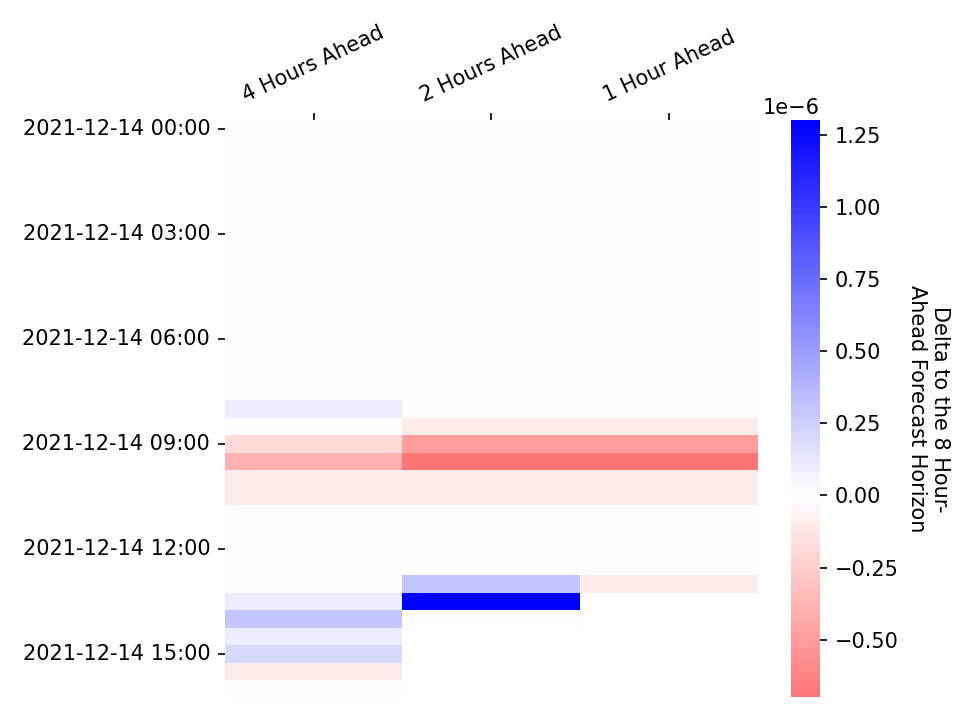 4 Hours Ahead
2 Hours Ahead
1 Hour Ahead
1e−6
2021-12-14 00:00
2021-12-14 03:00
2021-12-14 06:00
2021-12-14 09:00
2021-12-14 12:00
2021-12-14 15:00
1.25
1.00
0.75
0.50
0.25
0.00
−0.25
−0.50
Delta to the 8 Hour-
Ahead Forecast Horizon